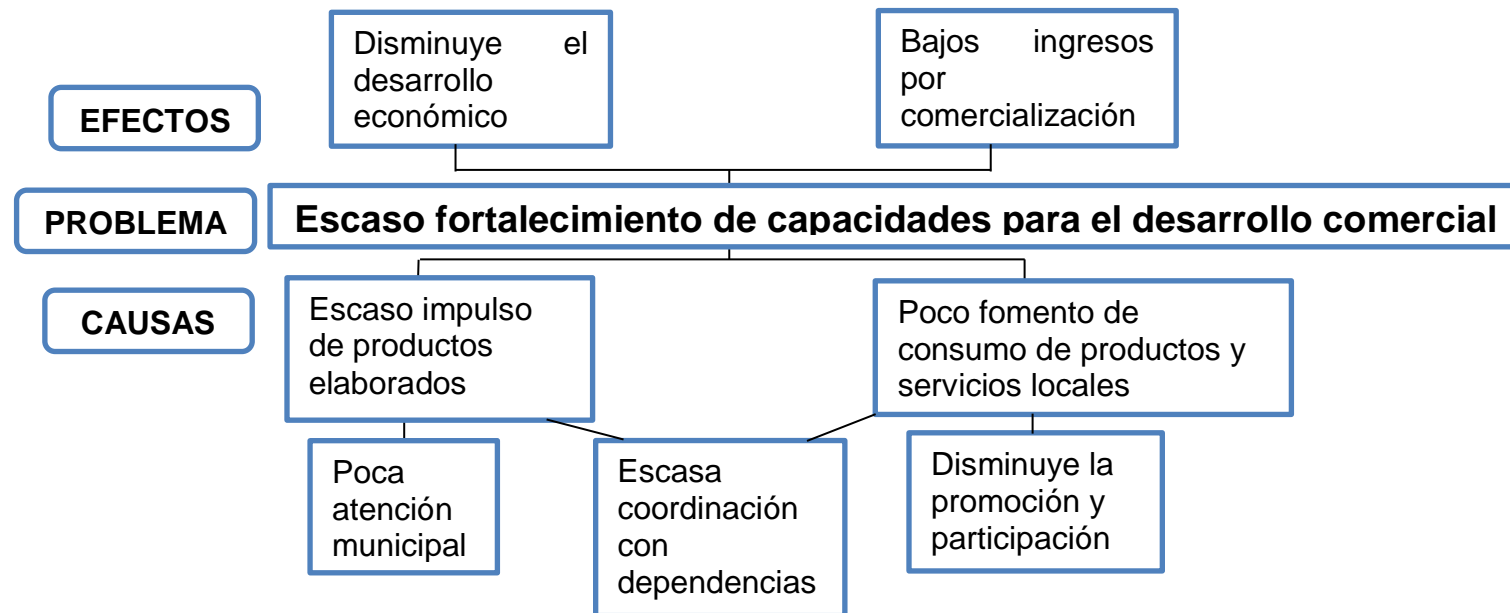 Disminuye el
desarrollo
económico
Bajos ingresos
por
comercialización
EFECTOS
PROBLEMA
Escaso fortalecimiento de capacidades para el desarrollo comercial
CAUSAS
Escaso impulso
de productos
elaborados
Poco fomento de
consumo de productos y
servicios locales
Poca
atención
municipal
Escasa
coordinación
con
dependencias
Disminuye la
promoción y
participación